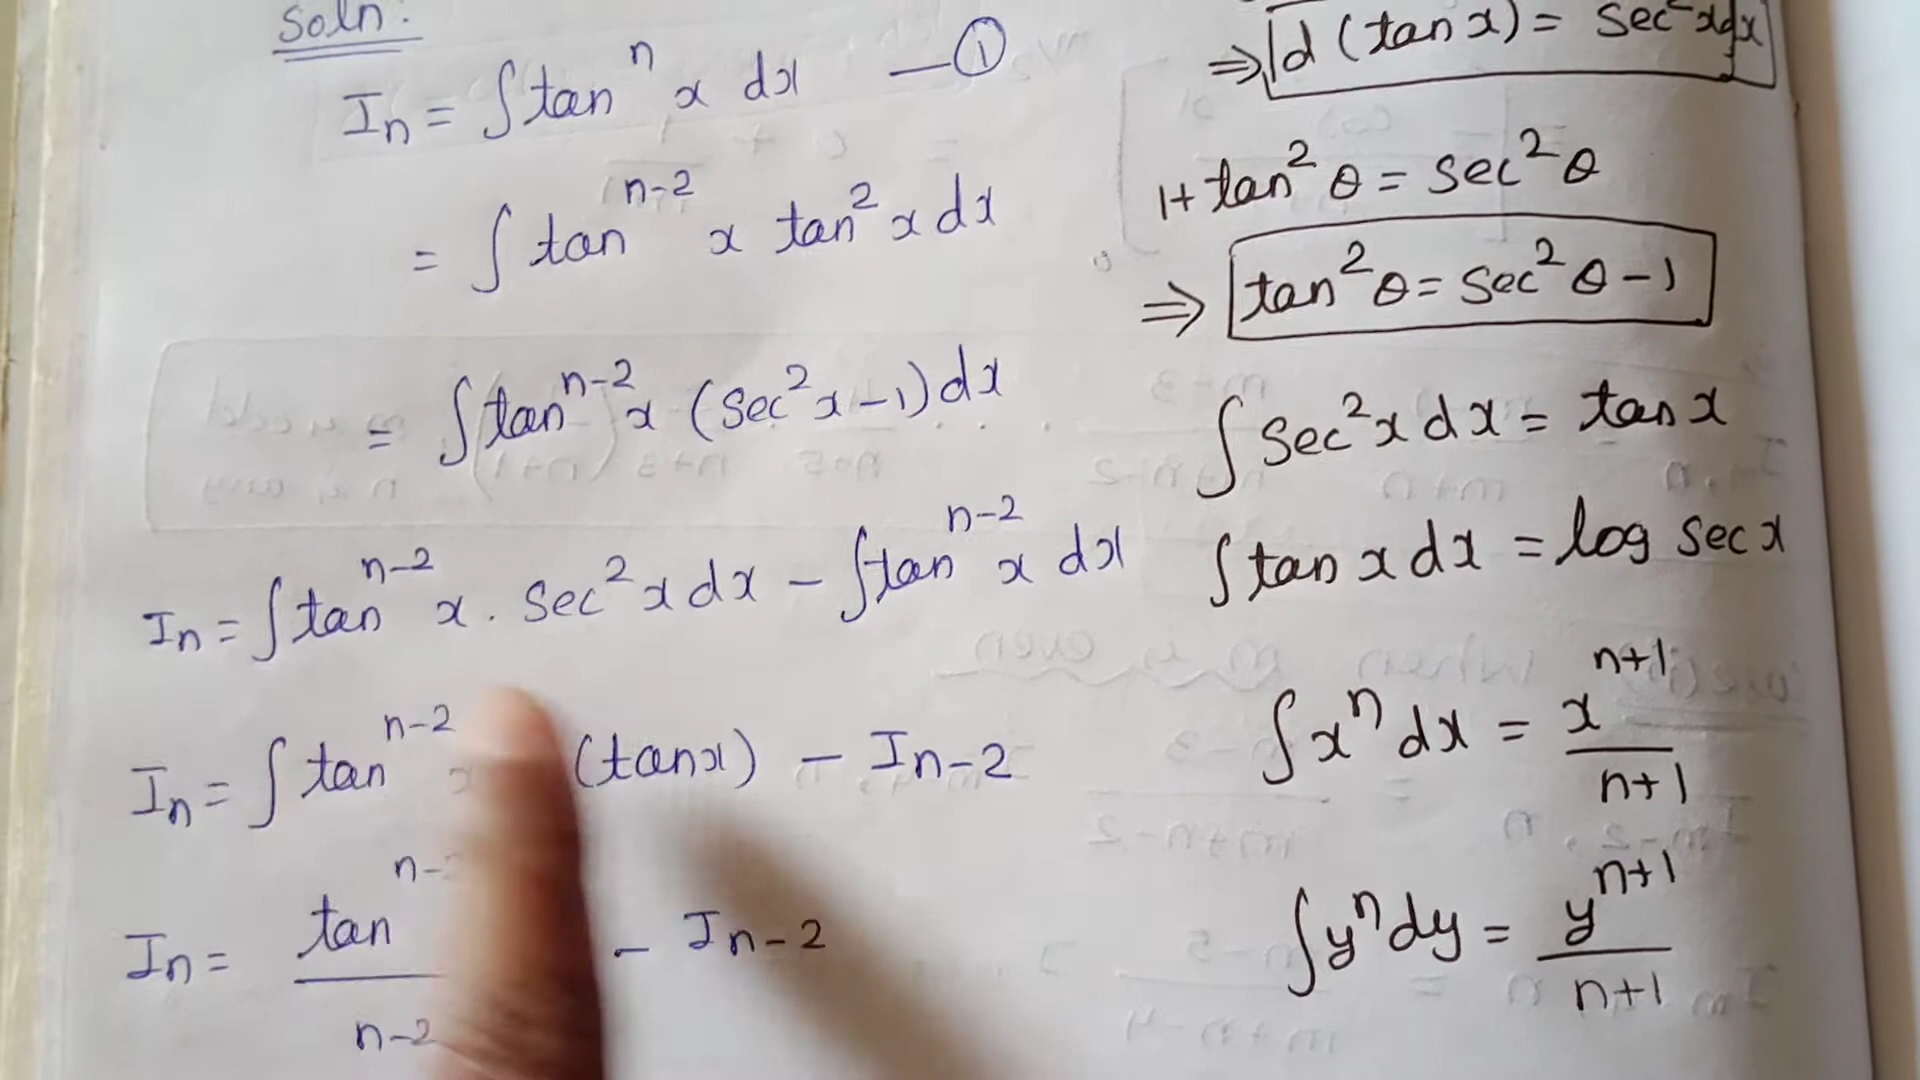 Soln:
Iₙ = ∫tanⁿ x dx —①
= ∫ tanⁿ⁻² x tan² x dx
= ∫tanⁿ⁻² x (sec² x - 1) dx
Iₙ = ∫tanⁿ⁻² x . sec² x dx - ∫tanⁿ⁻² x dx
Iₙ = ∫ tanⁿ⁻² (tanx) - Iₙ₋₂
Iₙ = tan - Iₙ₋₂
n-2
⇒ d (tan x) = sec² x dx
1 + tan² θ = sec² θ
⇒ tan² θ = sec² θ - 1
∫ sec² x dx = tan x
∫ tan x dx = log sec x
∫ xⁿ dx = xⁿ⁺¹ / n+1
∫ yⁿ dy = yⁿ⁺¹ / n+1